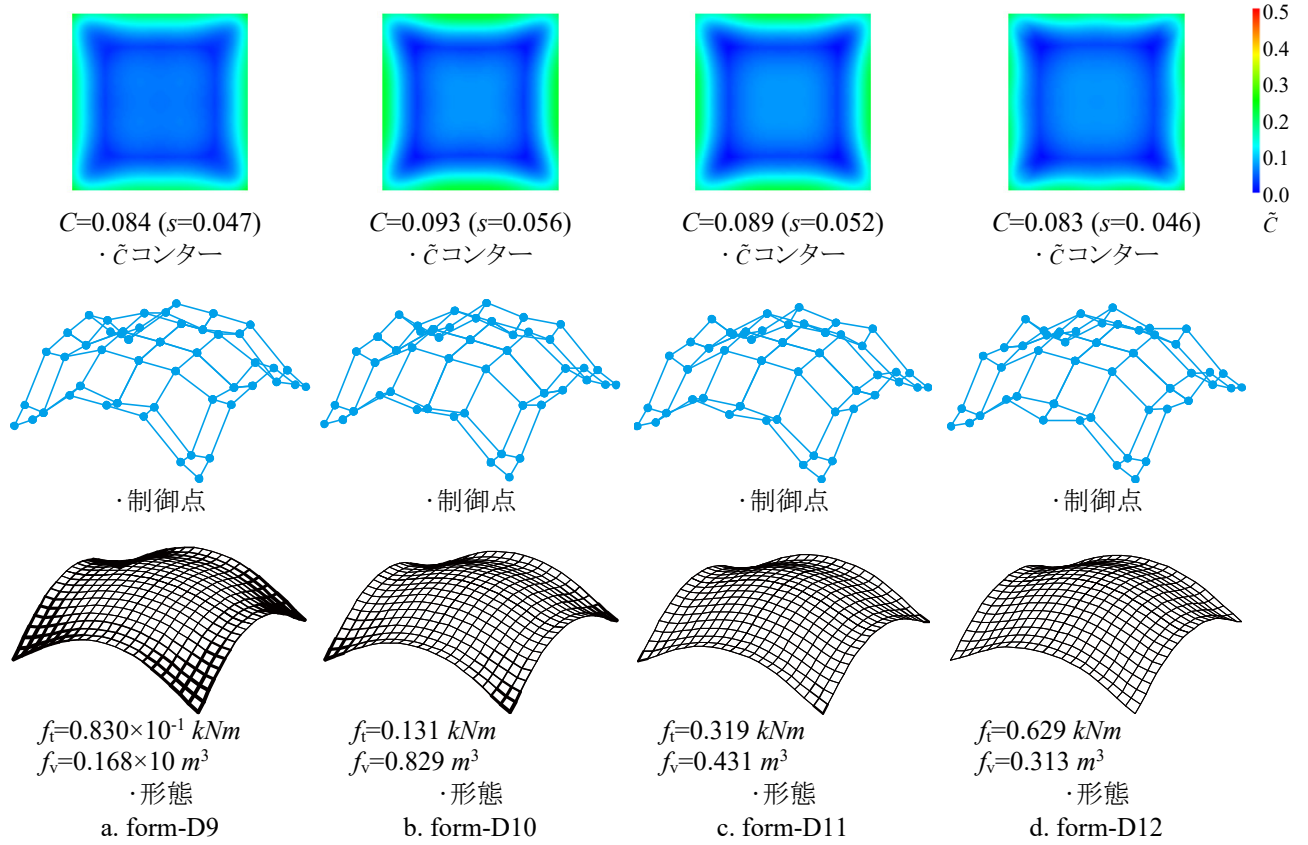 0.5
0.4
0.3
0.2
0.1
0.0
C̃
C=0.084 (s=0.047)
・C̃コンター
C=0.093 (s=0.056)
・C̃コンター
C=0.089 (s=0.052)
・C̃コンター
C=0.083 (s=0. 046)
・C̃コンター
・制御点
・制御点
・制御点
・制御点
fₜ=0.830×10⁻¹ kNm
fᵥ=0.168×10 m³
・形態
a. form-D9
fₜ=0.131 kNm
fᵥ=0.829 m³
・形態
b. form-D10
fₜ=0.319 kNm
fᵥ=0.431 m³
・形態
c. form-D11
fₜ=0.629 kNm
fᵥ=0.313 m³
・形態
d. form-D12